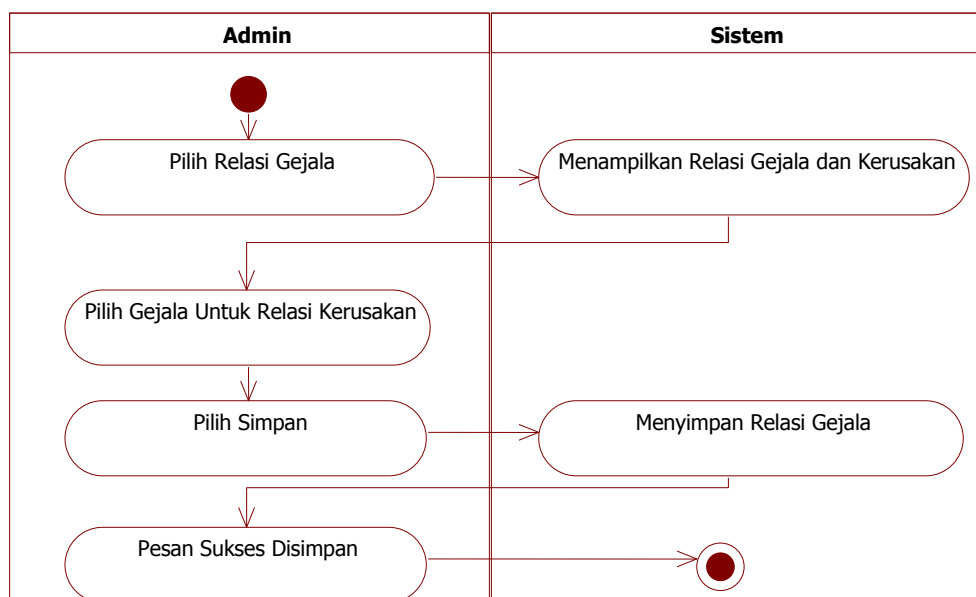 Admin
Sistem
Pilih Relasi Gejala
Menampilkan Relasi Gejala dan Kerusakan
Pilih Gejala Untuk Relasi Kerusakan
Pilih Simpan
Menyimpan Relasi Gejala
Pesan Sukses Disimpan